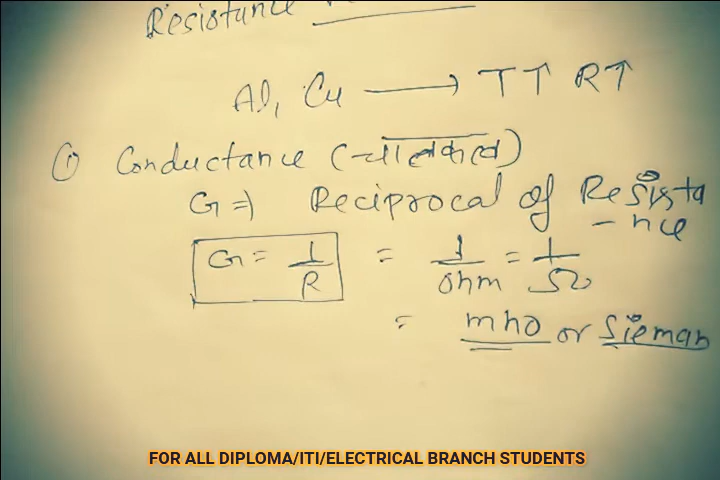 Resistance
Al, Cu → T↑ R↑
① Conductance (चालकत्व)
G ⇒ Reciprocal of Resista
-nce
G = 1/R = 1/ohm = 1/Ω
= mho or Sieman
FOR ALL DIPLOMA/ITI/ELECTRICAL BRANCH STUDENTS